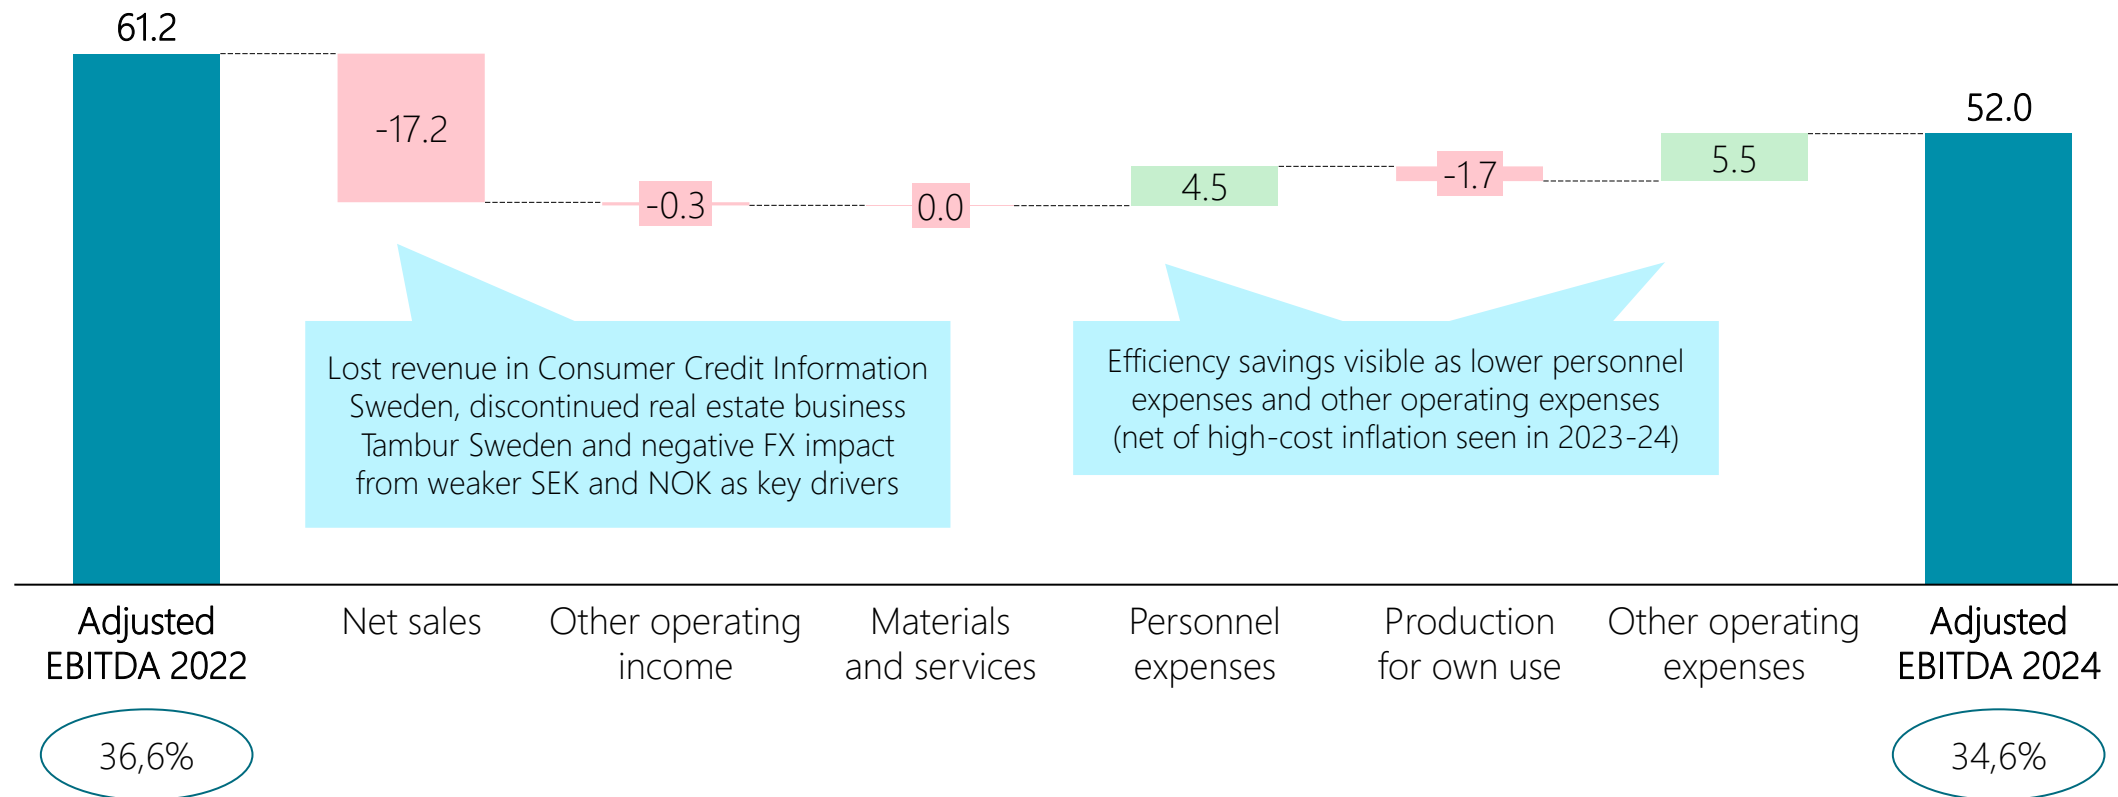 61.2
-17.2
-0.3
0.0
4.5
-1.7
5.5
52.0
Lost revenue in Consumer Credit Information
Sweden, discontinued real estate business
Tambur Sweden and negative FX impact
from weaker SEK and NOK as key drivers
Efficiency savings visible as lower personnel
expenses and other operating expenses
(net of high-cost inflation seen in 2023-24)
Adjusted
EBITDA 2022
Net sales
Other operating
income
Materials
and services
Personnel
expenses
Production
for own use
Other operating
expenses
Adjusted
EBITDA 2024
36,6%
34,6%